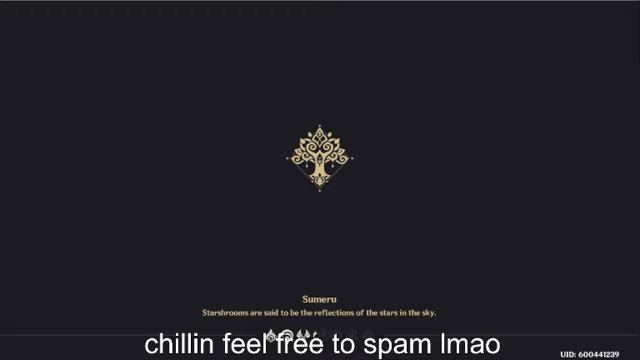 Sumeru
Starshrooms are said to be the reflections of the stars in the sky.
chillin feel free to spam lmao
UID: 600441239